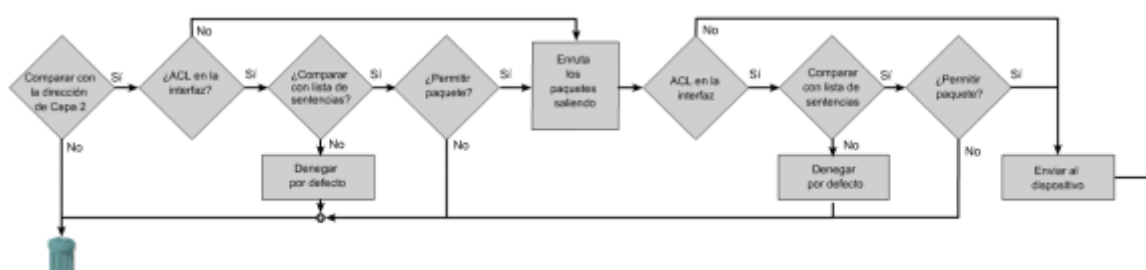 No
No
Comparar con
la dirección
de Capa 2
Sí
¿ACL en la
interfaz?
Sí
¿Comparar
con lista de
sentencias?
Sí
¿Permitir
paquete?
Sí
Enruta
los
paquetes
saliendo
ACL en la
interfaz
Sí
Comparar
con lista de
sentencias
Sí
¿Permitir
paquete?
Sí
No
No
No
No
No
Denegar
por defecto
Denegar
por defecto
Enviar al
dispositivo